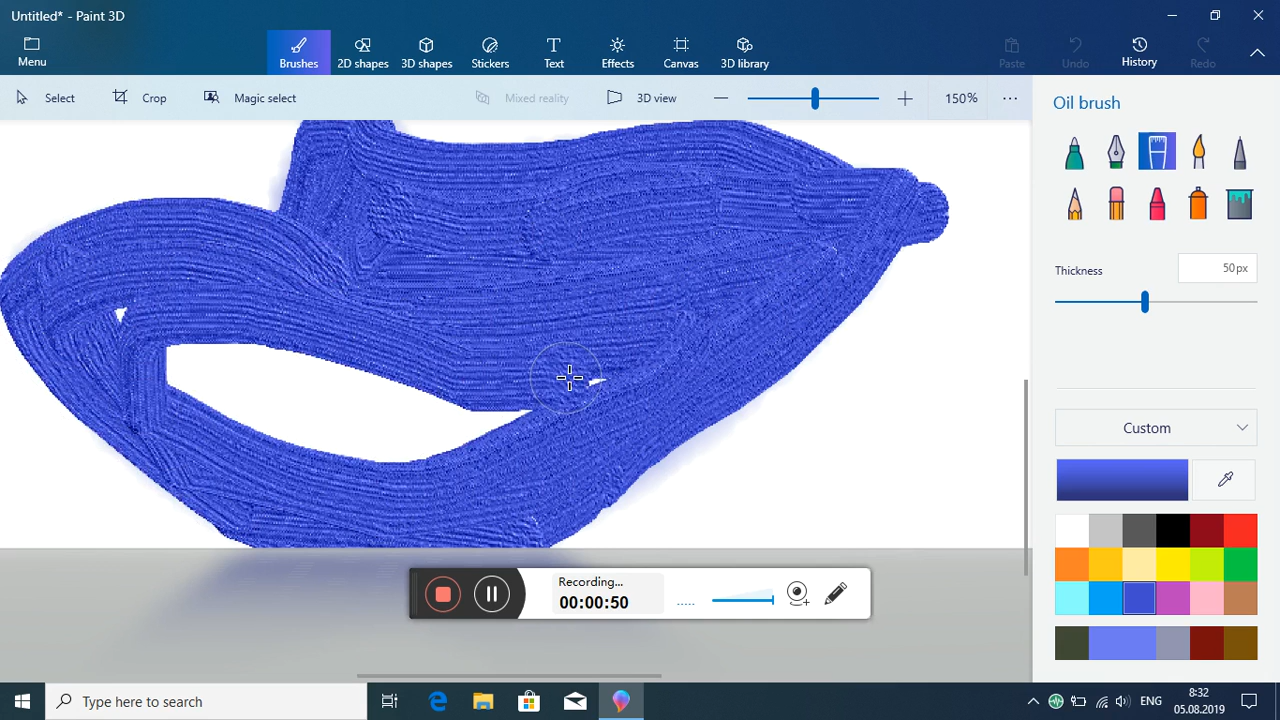 Untitled* - Paint 3D
Menu
Brushes
2D shapes
3D shapes
Stickers
Text
Effects
Canvas
3D library
Paste
Undo
History
Redo
Select
Crop
Magic select
Mixed reality
3D view
150%
Oil brush
Thickness
50px
Custom
Recording...
00:00:50
Type here to search
ENG
8:32
05.08.2019